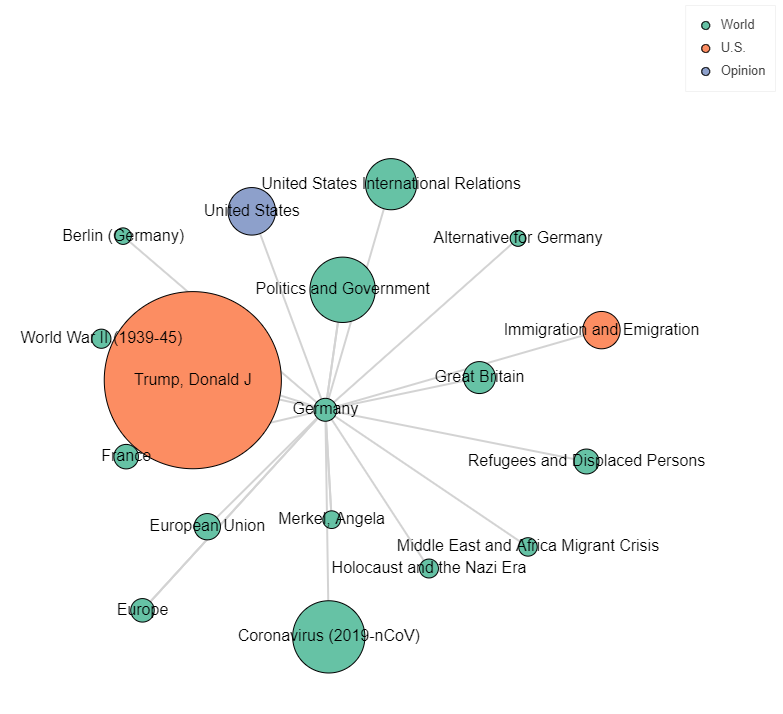 World
U.S.
Opinion
United States International Relations
United States
Berlin (Germany)
Alternative for Germany
Politics and Government
Immigration and Emigration
World War II (1939-45)
Trump, Donald J
Great Britain
Germany
France
Refugees and Displaced Persons
European Union
Merkel, Angela
Middle East and Africa Migrant Crisis
Holocaust and the Nazi Era
Europe
Coronavirus (2019-nCoV)